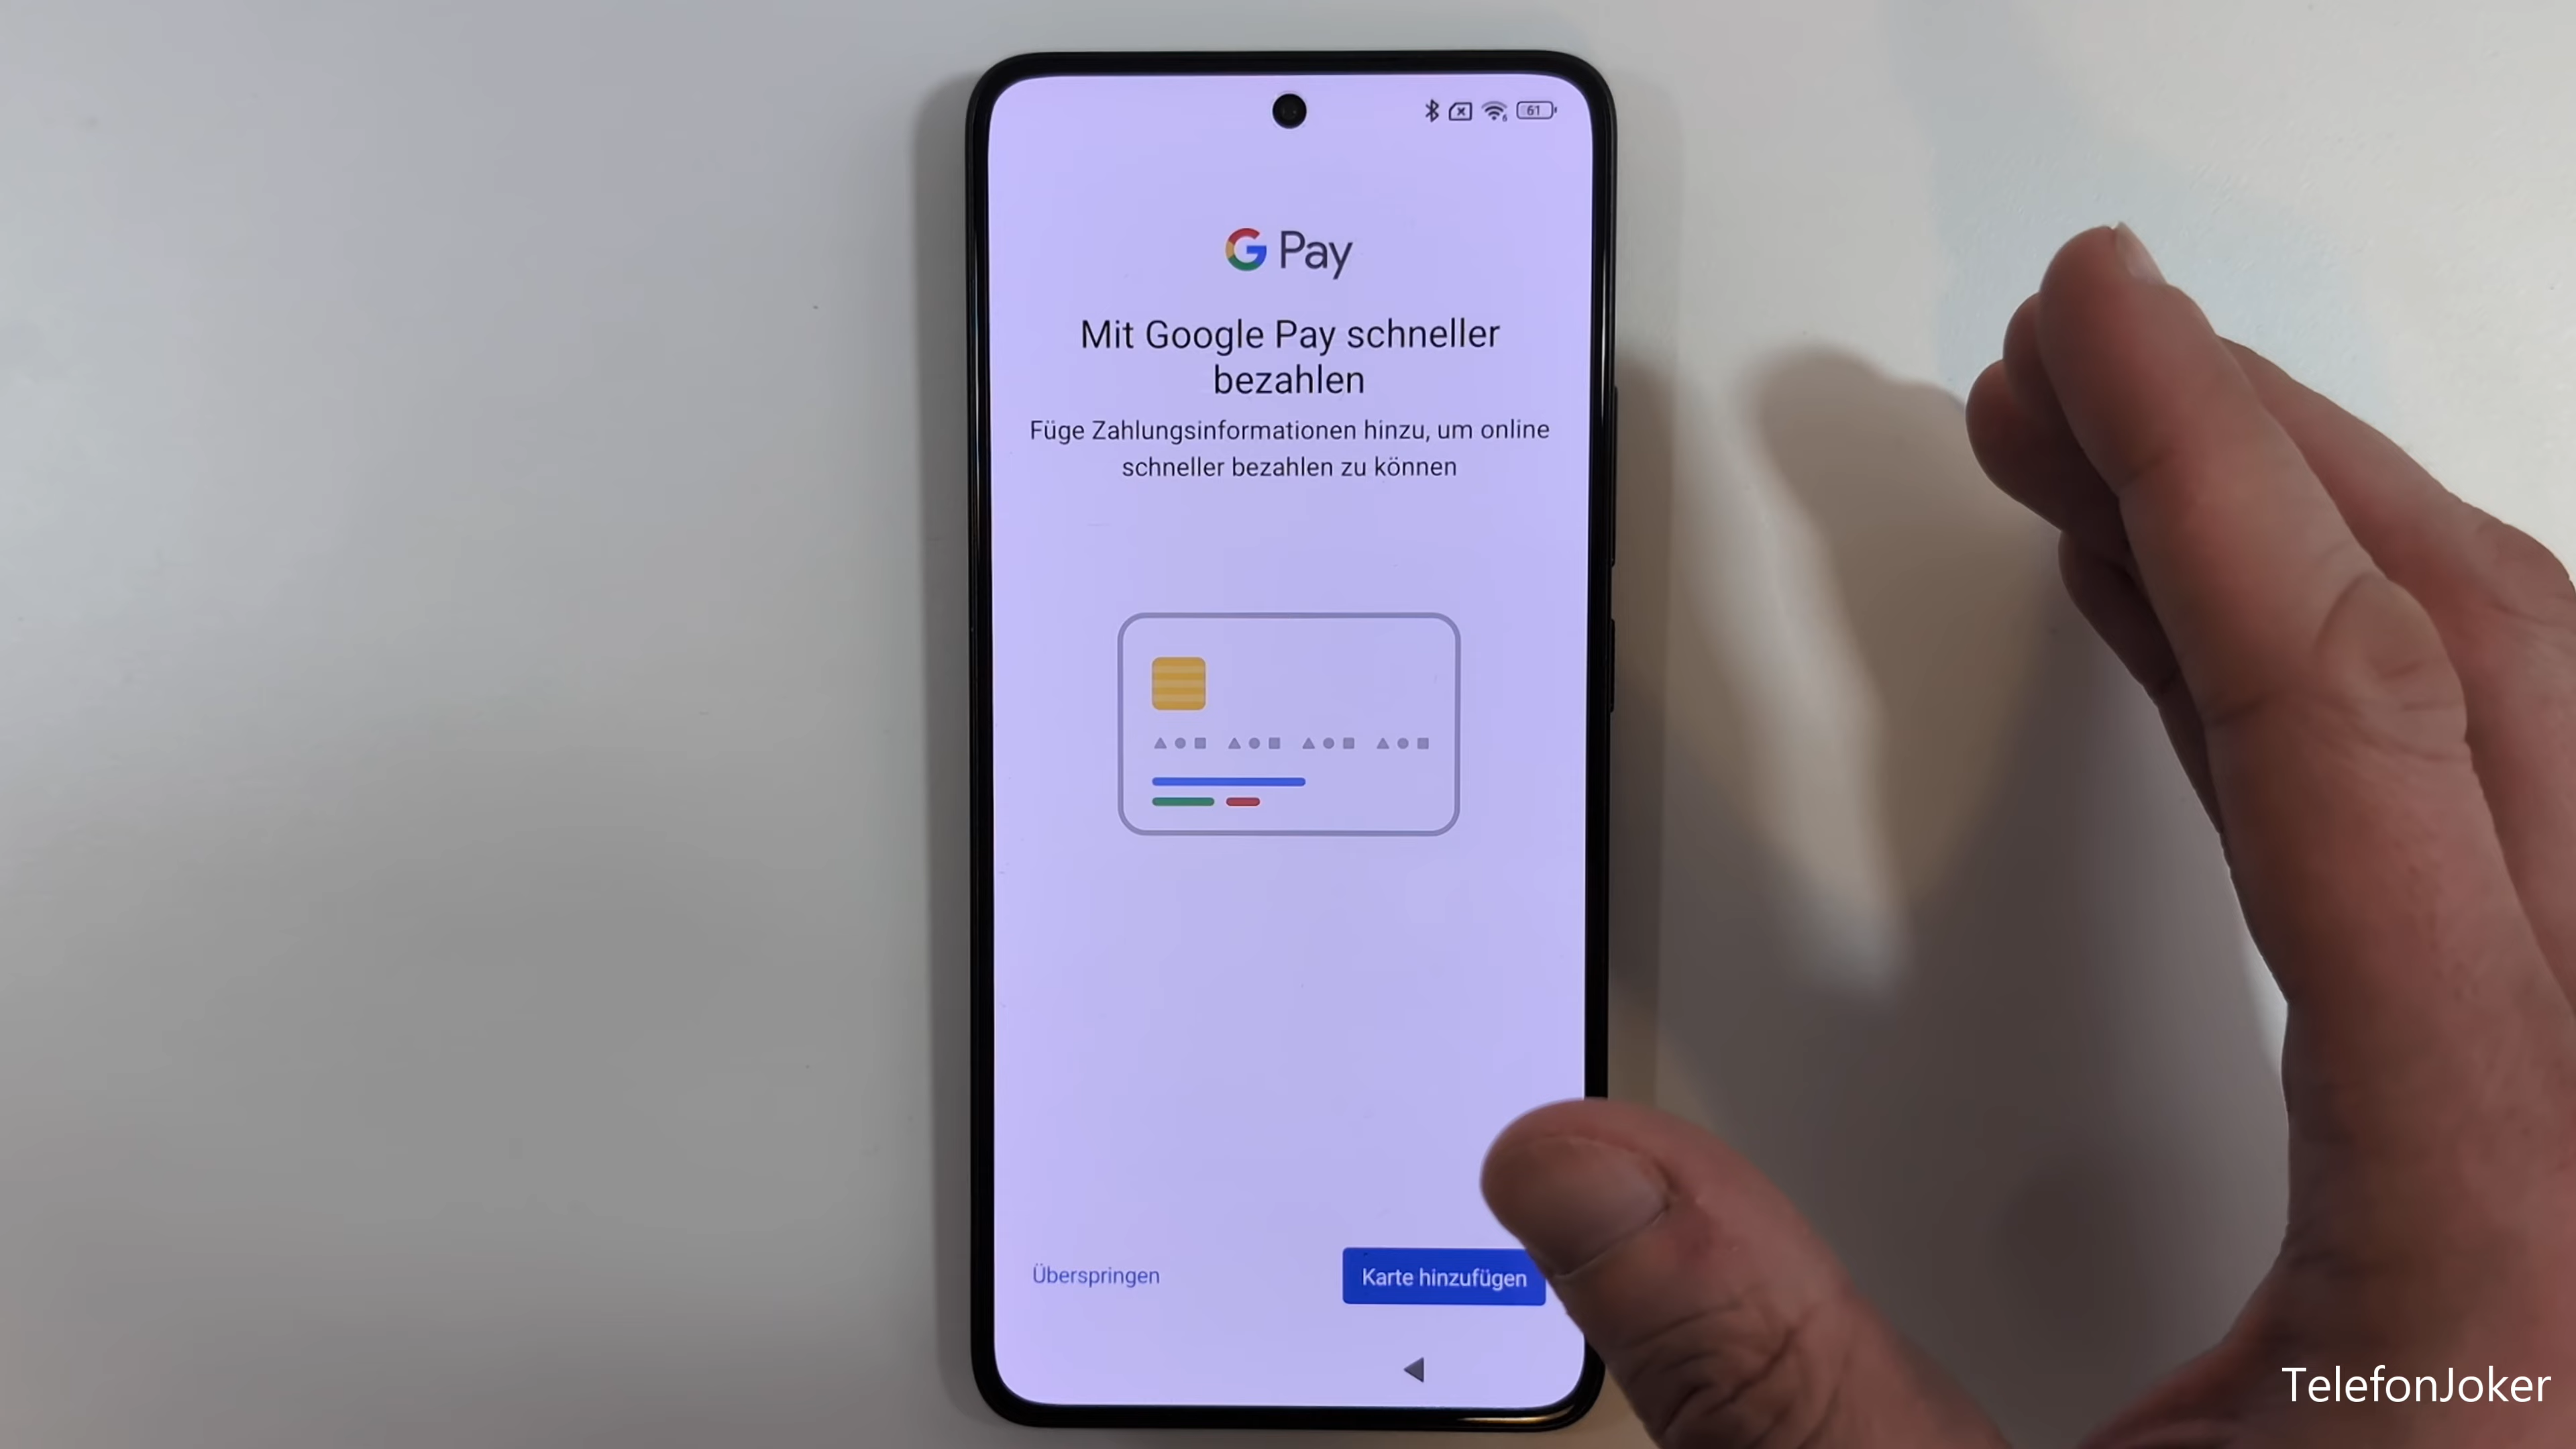 61
G Pay
Mit Google Pay schneller
bezahlen
Füge Zahlungsinformationen hinzu, um online
schneller bezahlen zu können
Überspringen
Karte hinzufügen
TelefonJoker